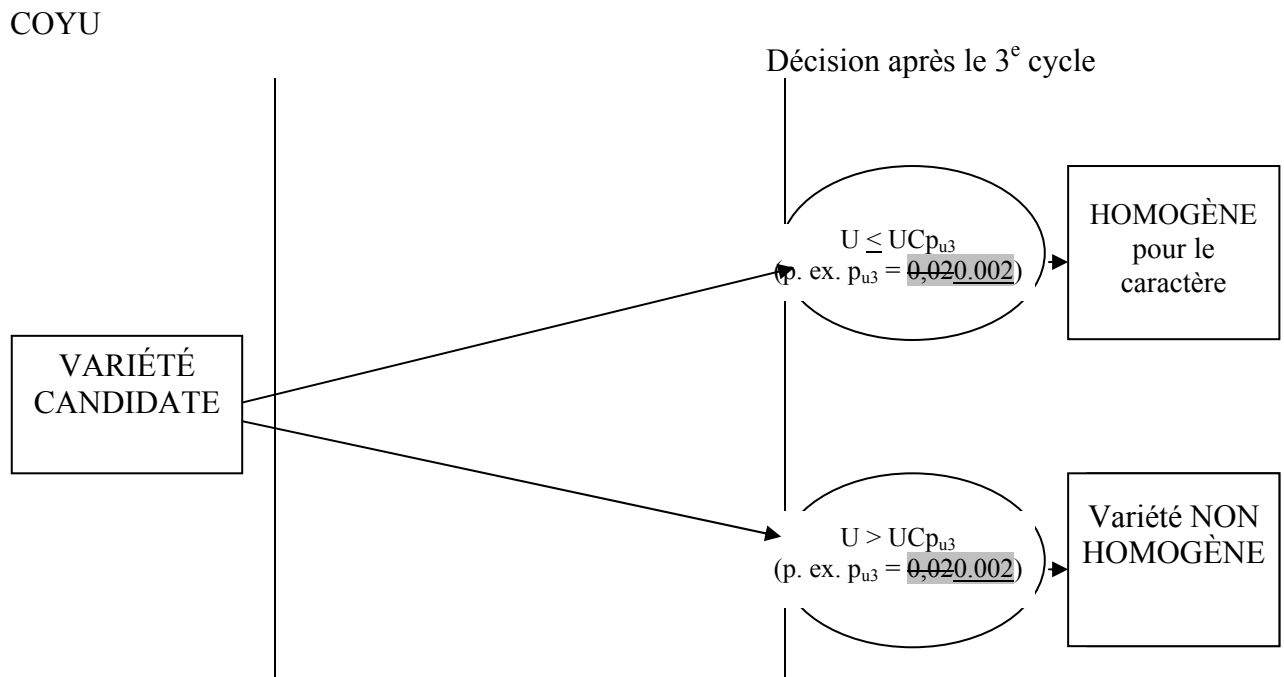 COYU
Décision après le 3e cycle
U ≤ UCpu3
(p. ex. pu3 = 0,020.002)
HOMOGÈNE
pour le
caractère
VARIÉTÉ
CANDIDATE
U > UCpu3
(p. ex. pu3 = 0,020.002)
Variété NON
HOMOGÈNE